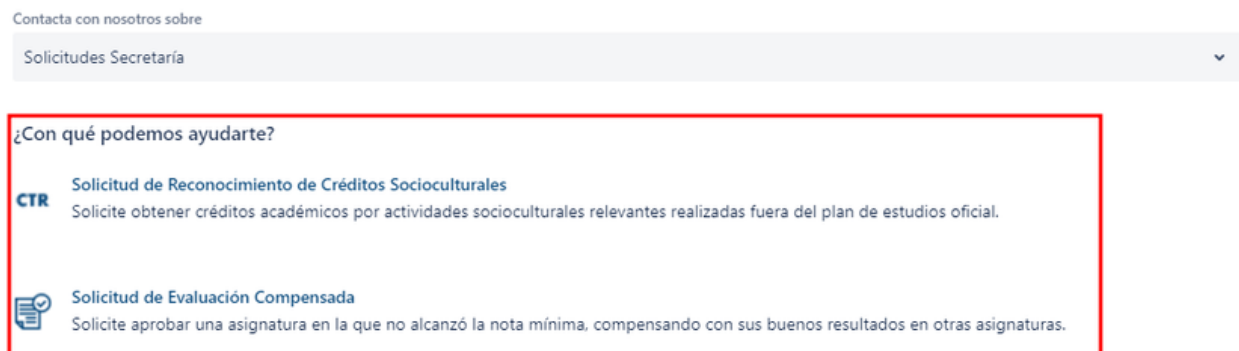 Contacta con nosotros sobre
Solicitudes Secretaría
¿Con qué podemos ayudarte?
CTR
Solicitud de Reconocimiento de Créditos Socioculturales
Solicite obtener créditos académicos por actividades socioculturales relevantes realizadas fuera del plan de estudios oficial.
Solicitud de Evaluación Compensada
Solicite aprobar una asignatura en la que no alcanzó la nota mínima, compensando con sus buenos resultados en otras asignaturas.